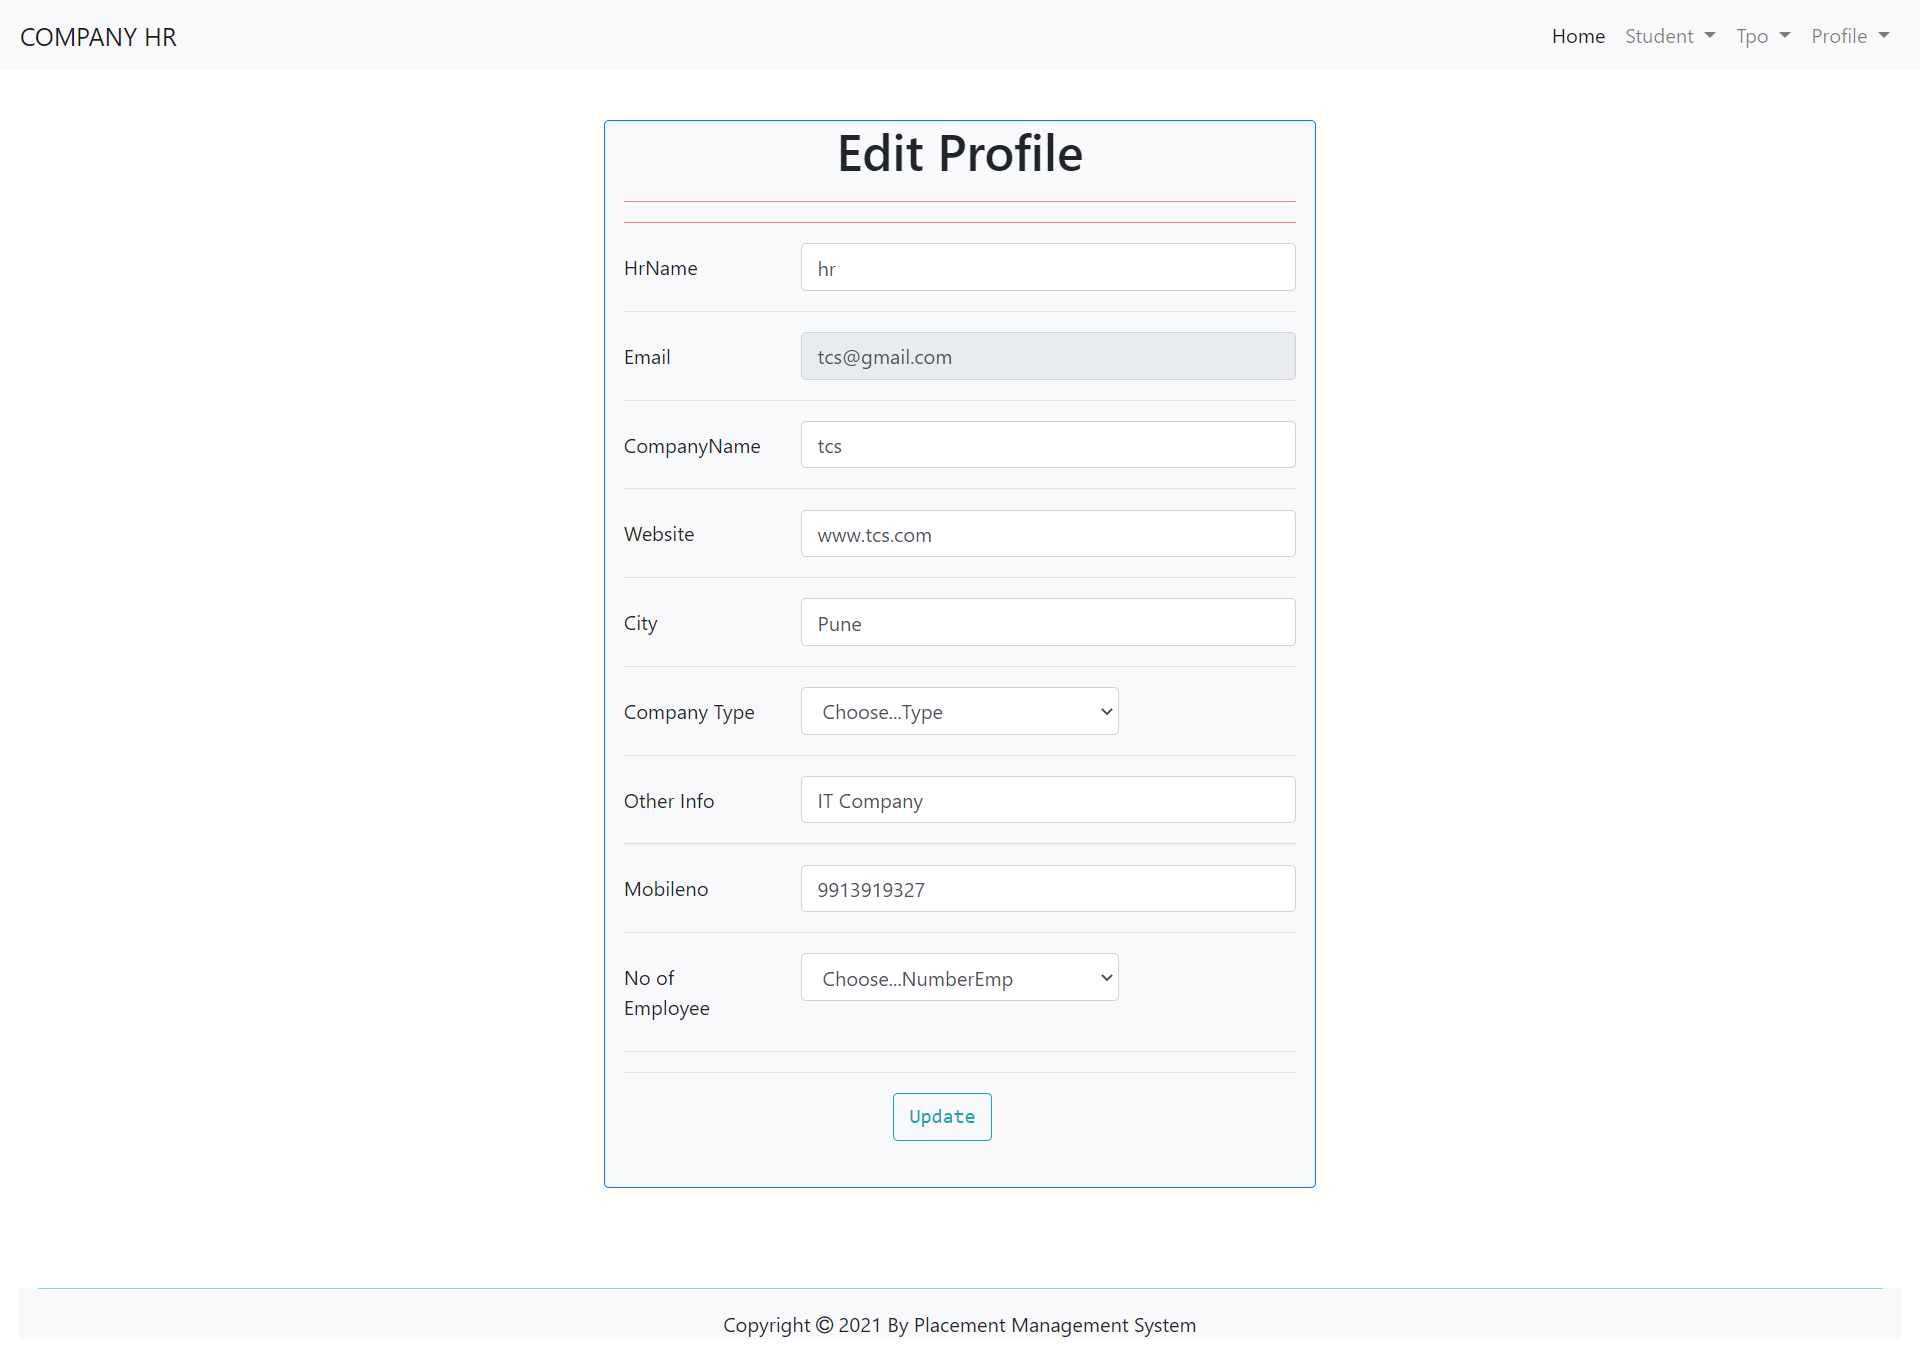 COMPANY HR
Home Student Tpo Profile
Edit Profile
HrName hr
Email tcs@gmail.com
CompanyName tcs
Website www.tcs.com
City Pune
Company Type Choose...Type
Other Info IT Company
Mobileno 9913919327
No of Choose...NumberEmp
Employee
Update
Copyright © 2021 By Placement Management System